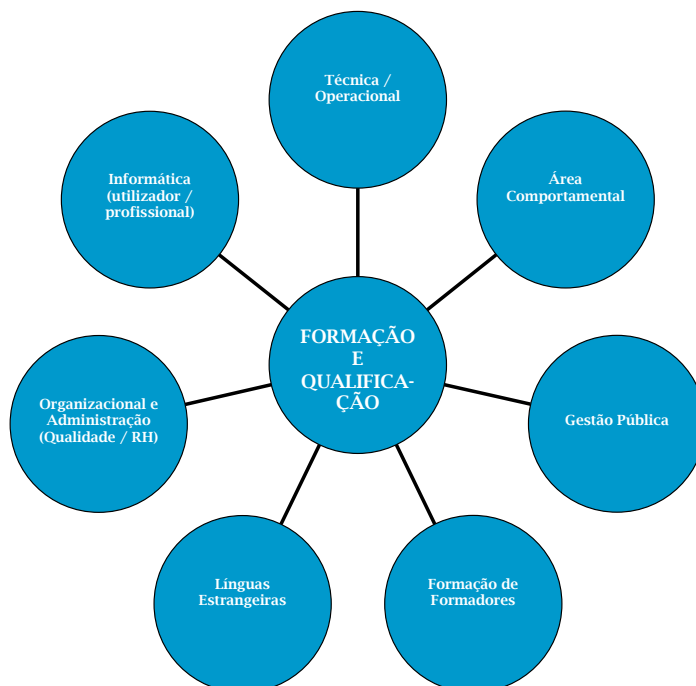 Técnica /
Operacional
Informática
(utilizador /
profissional)
Área
Comportamental
FORMAÇÃO
E
QUALIFICA-
ÇÃO
Organizacional e
Administração
(Qualidade / RH)
Gestão Pública
Línguas
Estrangeiras
Formação de
Formadores